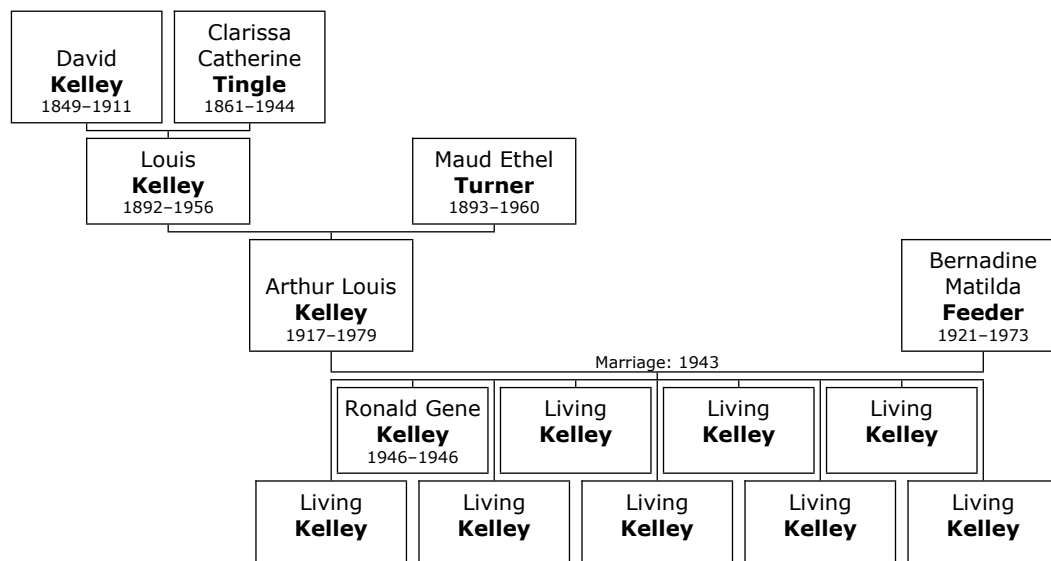 David
Kelley
1849–1911
Clarissa
Catherine
Tingle
1861–1944
Louis
Kelley
1892–1956
Maud Ethel
Turner
1893–1960
Arthur Louis
Kelley
1917–1979
Bernadine
Matilda
Feeder
1921–1973
Marriage: 1943
Ronald Gene
Kelley
1946–1946
Living
Kelley
Living
Kelley
Living
Kelley
Living
Kelley
Living
Kelley
Living
Kelley
Living
Kelley
Living
Kelley